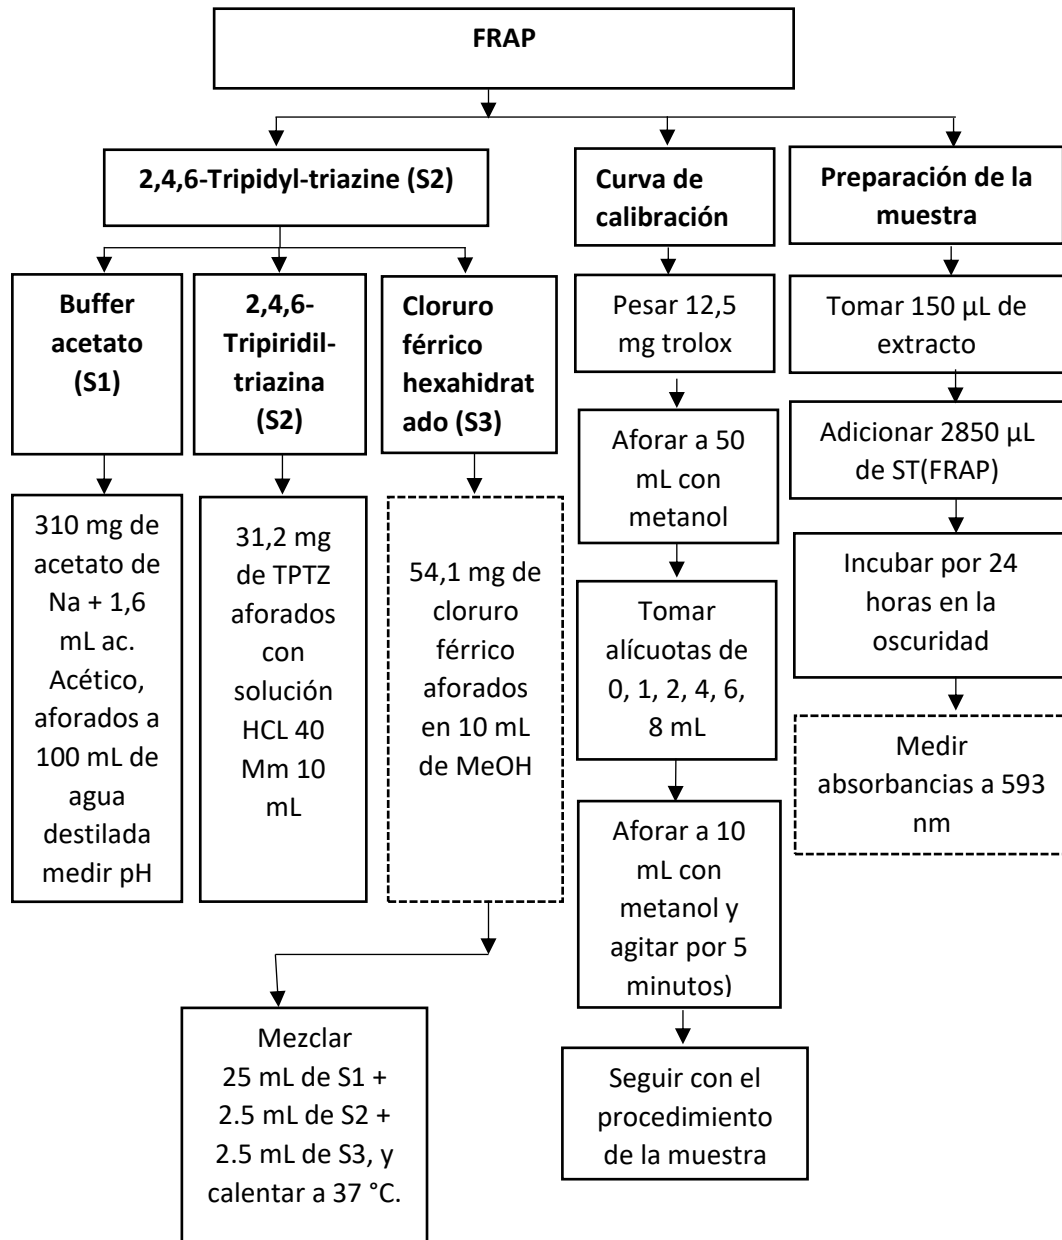 FRAP
2,4,6-Tripidyl-triazine (S2)
Curva de
calibración
Preparación de la
muestra
Buffer
acetato
(S1)
2,4,6-
Tripiridil-
triazina
(S2)
Cloruro
férrico
hexahidrat
ado (S3)
Pesar 12,5
mg trolox
Tomar 150 µL de
extracto
Aforar a 50
mL con
metanol
Adicionar 2850 µL
de ST(FRAP)
310 mg de
acetato de
Na + 1,6
mL ac.
Acético,
aforados a
100 mL de
agua
destilada
medir pH
31,2 mg
de TPTZ
aforados
con
solución
HCL 40
Mm 10
mL
54,1 mg de
cloruro
férrico
aforados
en 10 mL
de MeOH
Tomar
alícuotas de
0, 1, 2, 4, 6,
8 mL
Incubar por 24
horas en la
oscuridad
Medir
absorbancias a 593
nm
Aforar a 10
mL con
metanol y
agitar por 5
minutos)
Mezclar
25 mL de S1 +
2.5 mL de S2 +
2.5 mL de S3, y
calentar a 37 °C.
Seguir con el
procedimiento
de la muestra